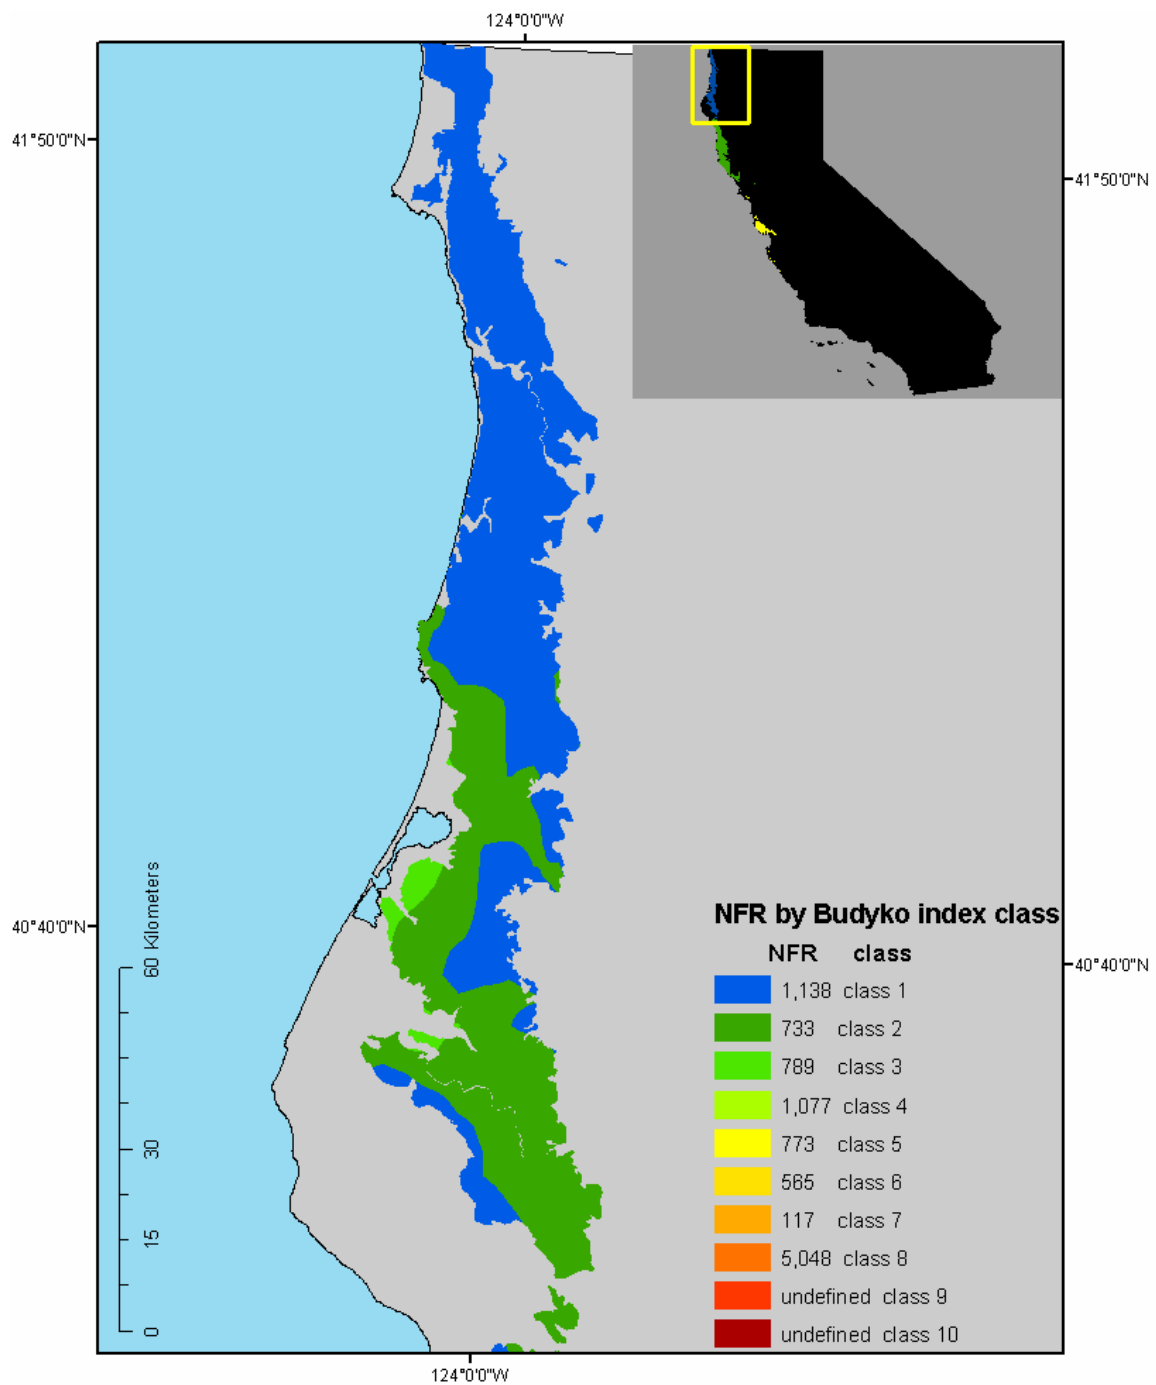 124°0'0"W
41°50'0"N
41°50'0"N
60 Kilometers
NFR by Budyko index class
40°40'0"N
NFR class
40°40'0"N
1,138 class 1
733 class 2
789 class 3
1,077 class 4
30
773 class 5
565 class 6
15
117 class 7
5,048 class 8
undefined class 9
0
undefined class 10
124°0'0"W